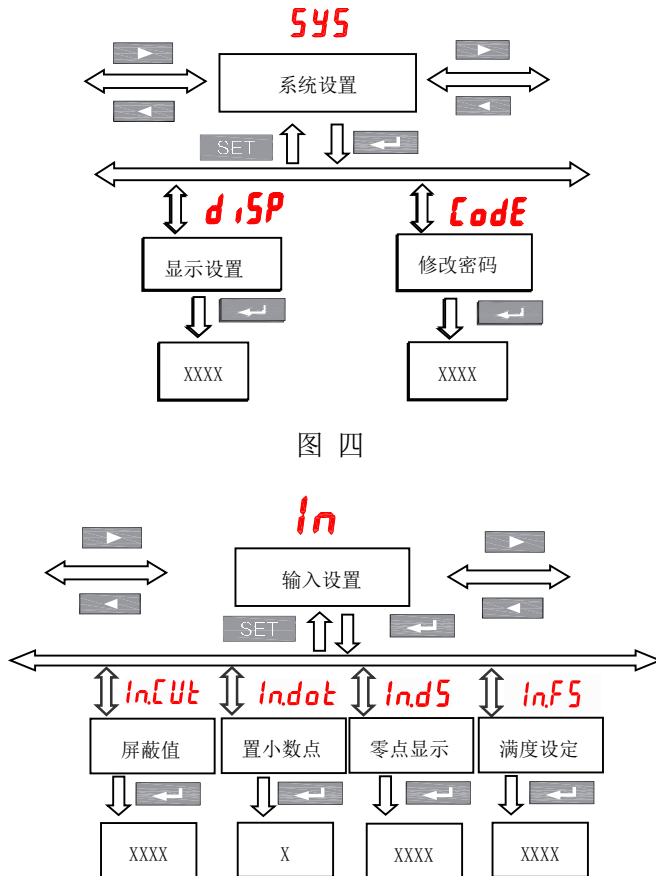 SYS
系统设置
SET
diSP CodE
显示设置 修改密码
XXXX XXXX
图 四
In
输入设置
SET
In.CUt In.dot In.dS In.FS
屏蔽值 置小数点 零点显示 满度设定
XXXX X XXXX XXXX